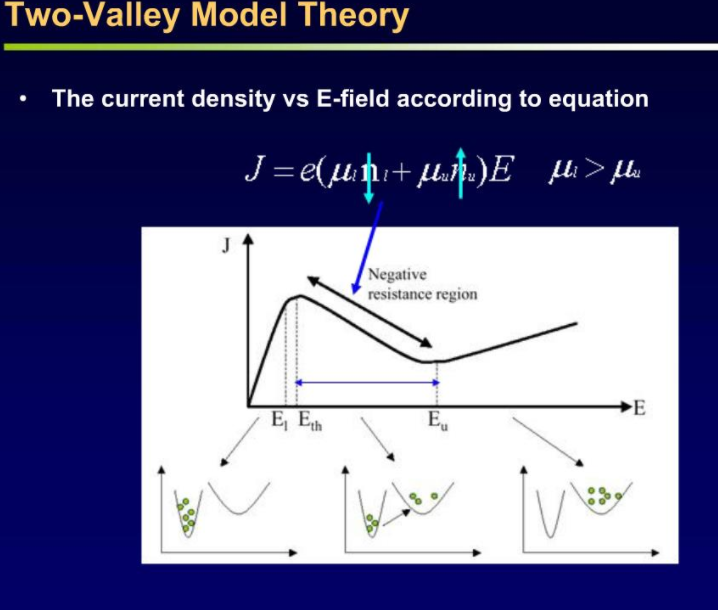 Two-Valley Model Theory
• The current density vs E-field according to equation
J = e(μₗnₗ + μᵤnᵤ)E μₗ > μᵤ
J
Negative
resistance region
E
Eₗ Eₜₕ Eᵤ